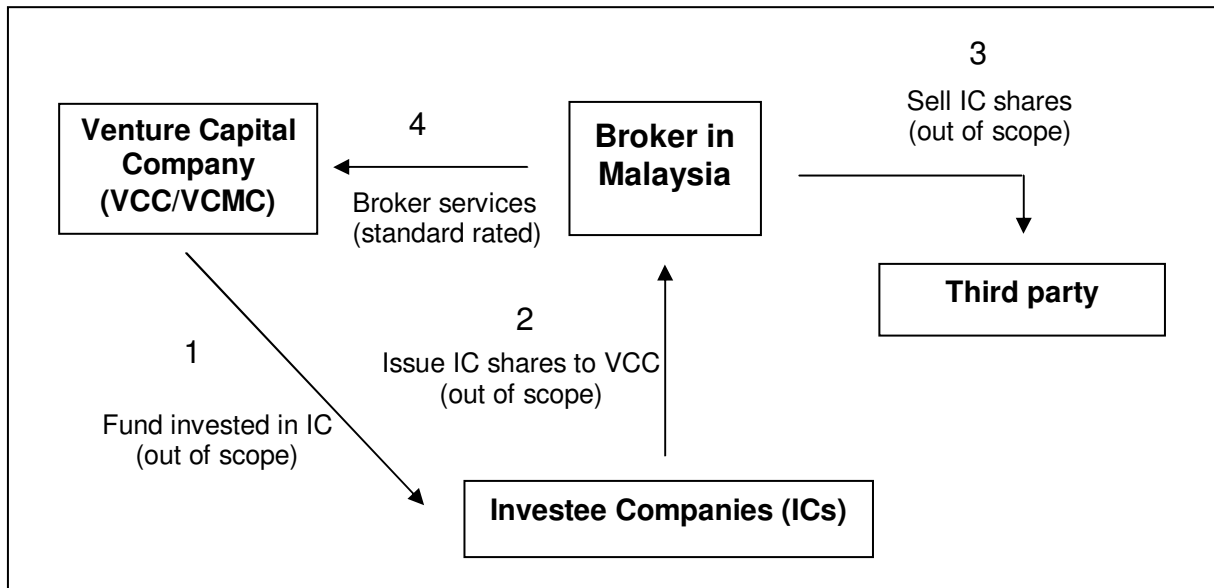 3
Sell IC shares
(out of scope)
Venture Capital
Company
(VCC/VCMC)
4
Broker services
(standard rated)
Broker in
Malaysia
Third party
1
Fund invested in IC
(out of scope)
2
Issue IC shares to VCC
(out of scope)
Investee Companies (ICs)